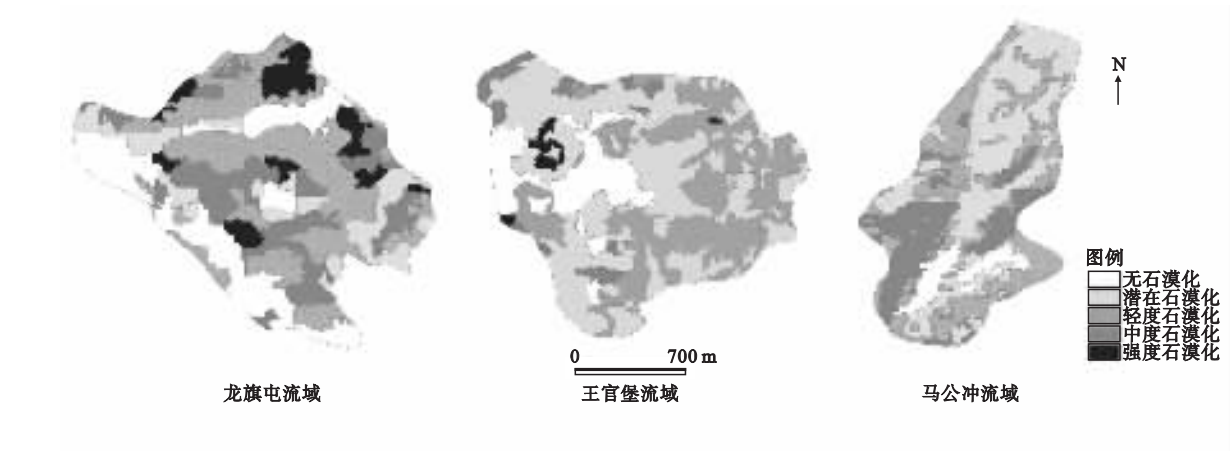 N
图例
无石漠化
潜在石漠化
轻度石漠化
中度石漠化
强度石漠化
0 700 m
龙旗屯流域 王官堡流域 马公冲流域